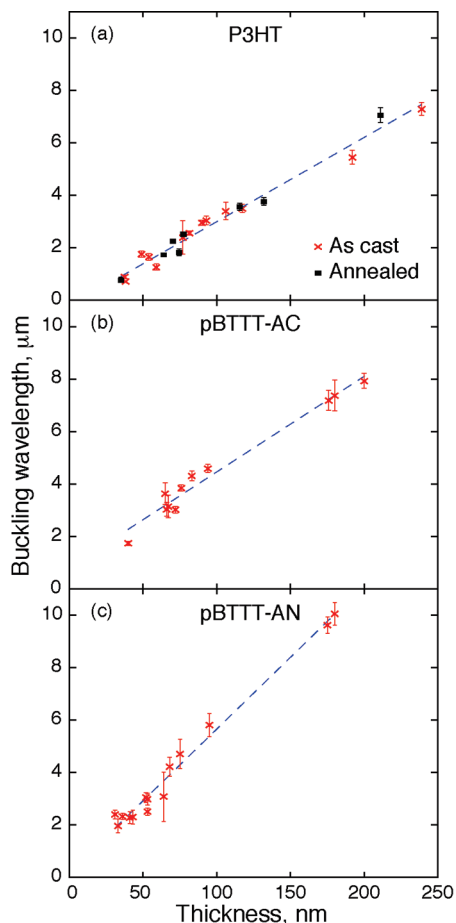 (a) P3HT
10
8
6
4
2
0
× As cast
■ Annealed
(b) pBTTT-AC
8
6
4
2
0
Buckling wavelength, μm
(c) pBTTT-AN
10
8
6
4
2
0
0 50 100 150 200 250
Thickness, nm